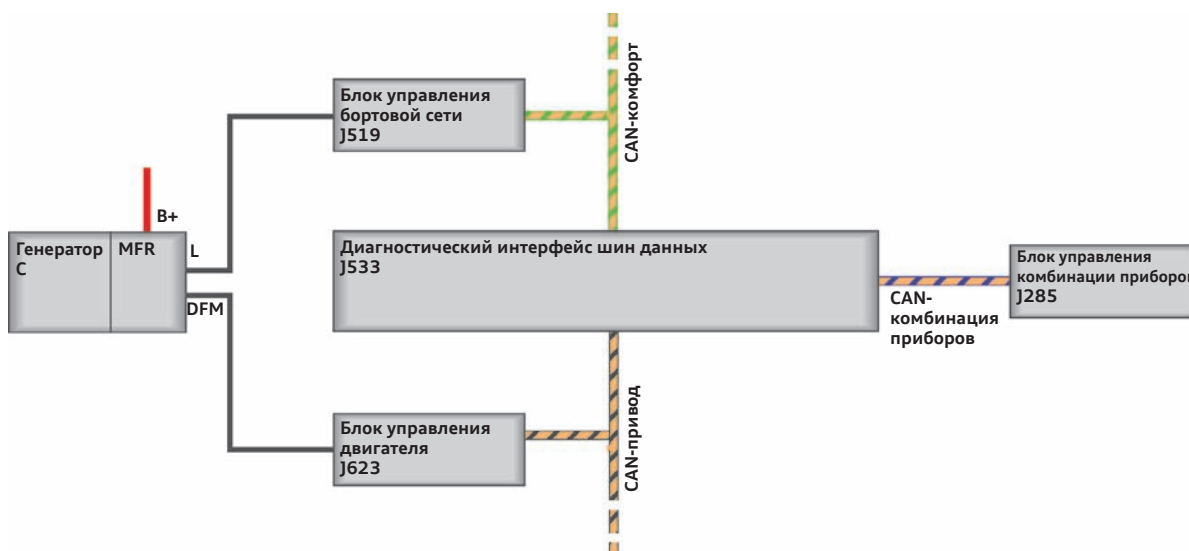 Блок управления
бортовой сети
J519
CAN-комфорт
B+
Генератор
C
MFR
L
DFM
Диагностический интерфейс шин данных
J533
Блок управления
комбинации приборов
J285
CAN-
комбинация
приборов
Блок управления
двигателя
J623
CAN-привод